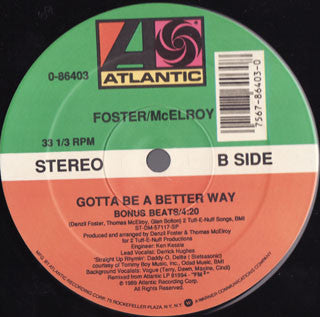 0-86403
ATLANTIC
7567-86403-0
FOSTER/McELROY
33 1/3 RPM
STEREO
B SIDE
GOTTA BE A BETTER WAY
BONUS BEATS/4:20
(Denzil Foster, Thomas McElroy, Glen Bolton) 2 Tuff-E-Nuff Songs, BMI
ST-DM-57117-SP
Produced and arranged by Denzil Foster & Thomas McElroy
for 2 Tuff-E-Nuff Productions
Engineer: Ken Kessie
Lead Vocals: Derrick Hughes
"Straight Up Rhymin': Daddy-O, Delite (Stetsasonic)
courtesy of Tommy Boy Music, Inc., Odad Music, BMI)
Background Vocalists: Vogue (Terry, Dawn, Maxine, Cindi)
Remixed from Atlantic LP 81994 -
℗ 1989 Atlantic Recording Corp.
All Rights Reserved.
MFG. BY ATLANTIC RECORDING CORP., 75 ROCKEFELLER PLAZA, N.Y., N.Y. A WARNER COMMUNICATIONS COMPANY